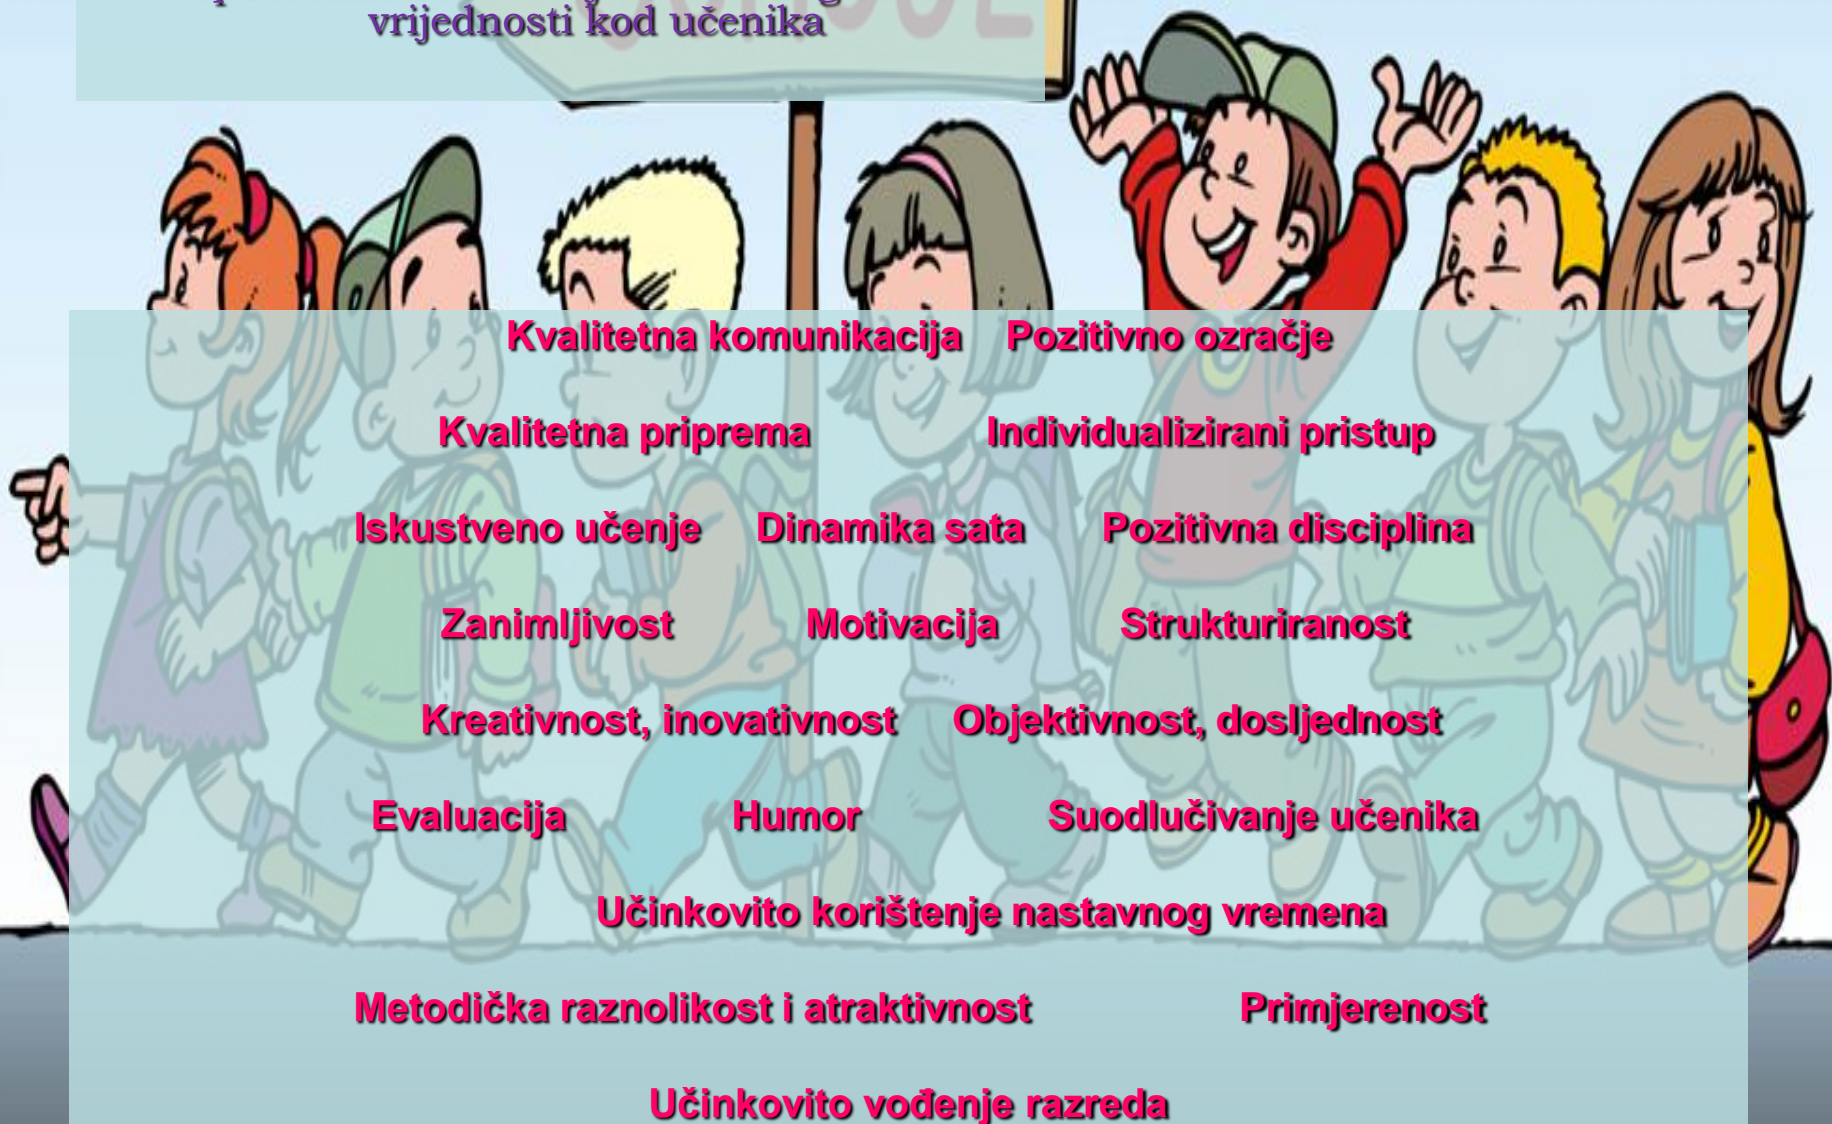 vrijednosti kod učenika
Kvalitetna komunikacija Pozitivno ozračje
Kvalitetna priprema Individualizirani pristup
Iskustveno učenje Dinamika sata Pozitivna disciplina
Zanimljivost Motivacija Strukturiranost
Kreativnost, inovativnost Objektivnost, dosljednost
Evaluacija Humor Suodlučivanje učenika
Učinkovito korištenje nastavnog vremena
Metodička raznolikost i atraktivnost Primjerenost
Učinkovito vođenje razreda